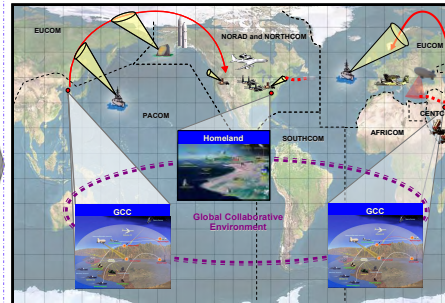 EUCOM
NORAD and NORTHCOM
EUCOM
PACOM
CENTC
Homeland
SOUTHCOM
AFRICOM
GCC
Global Collaborative
Environment
GCC